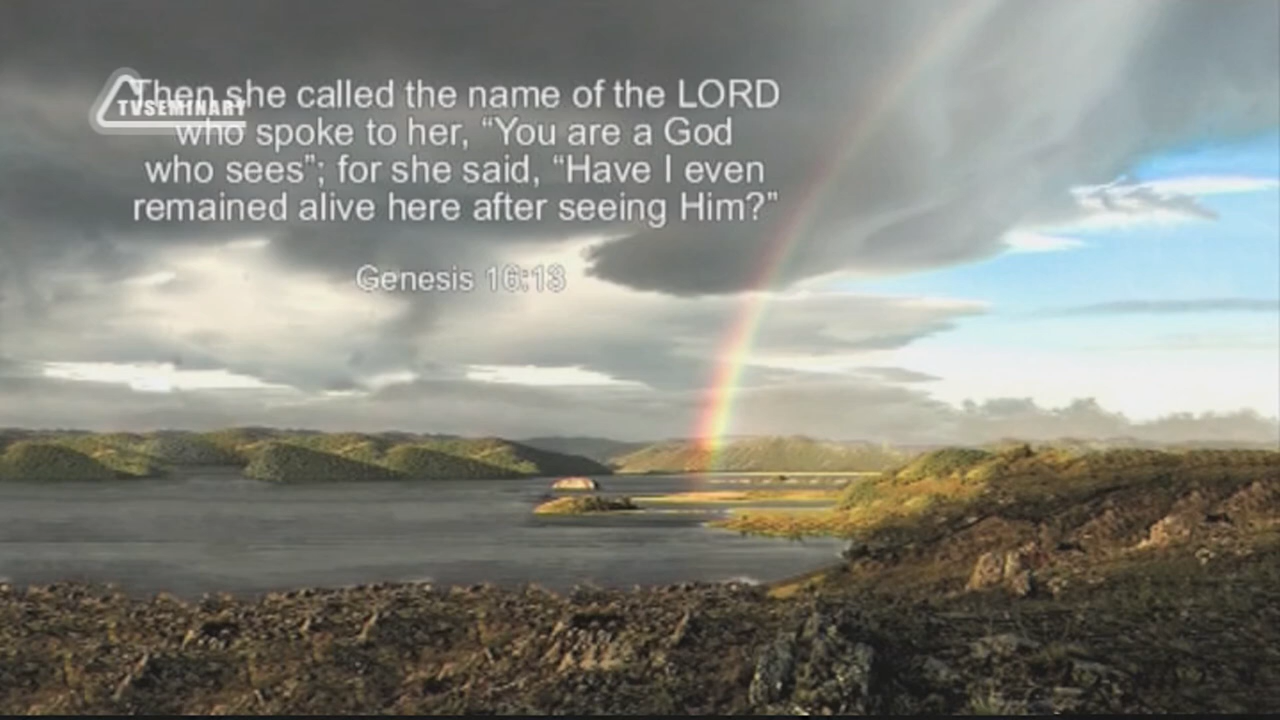 Then she called the name of the LORD
TVSEMINARY
who spoke to her, “You are a God
who sees”; for she said, “Have I even
remained alive here after seeing Him?”
Genesis 16:13